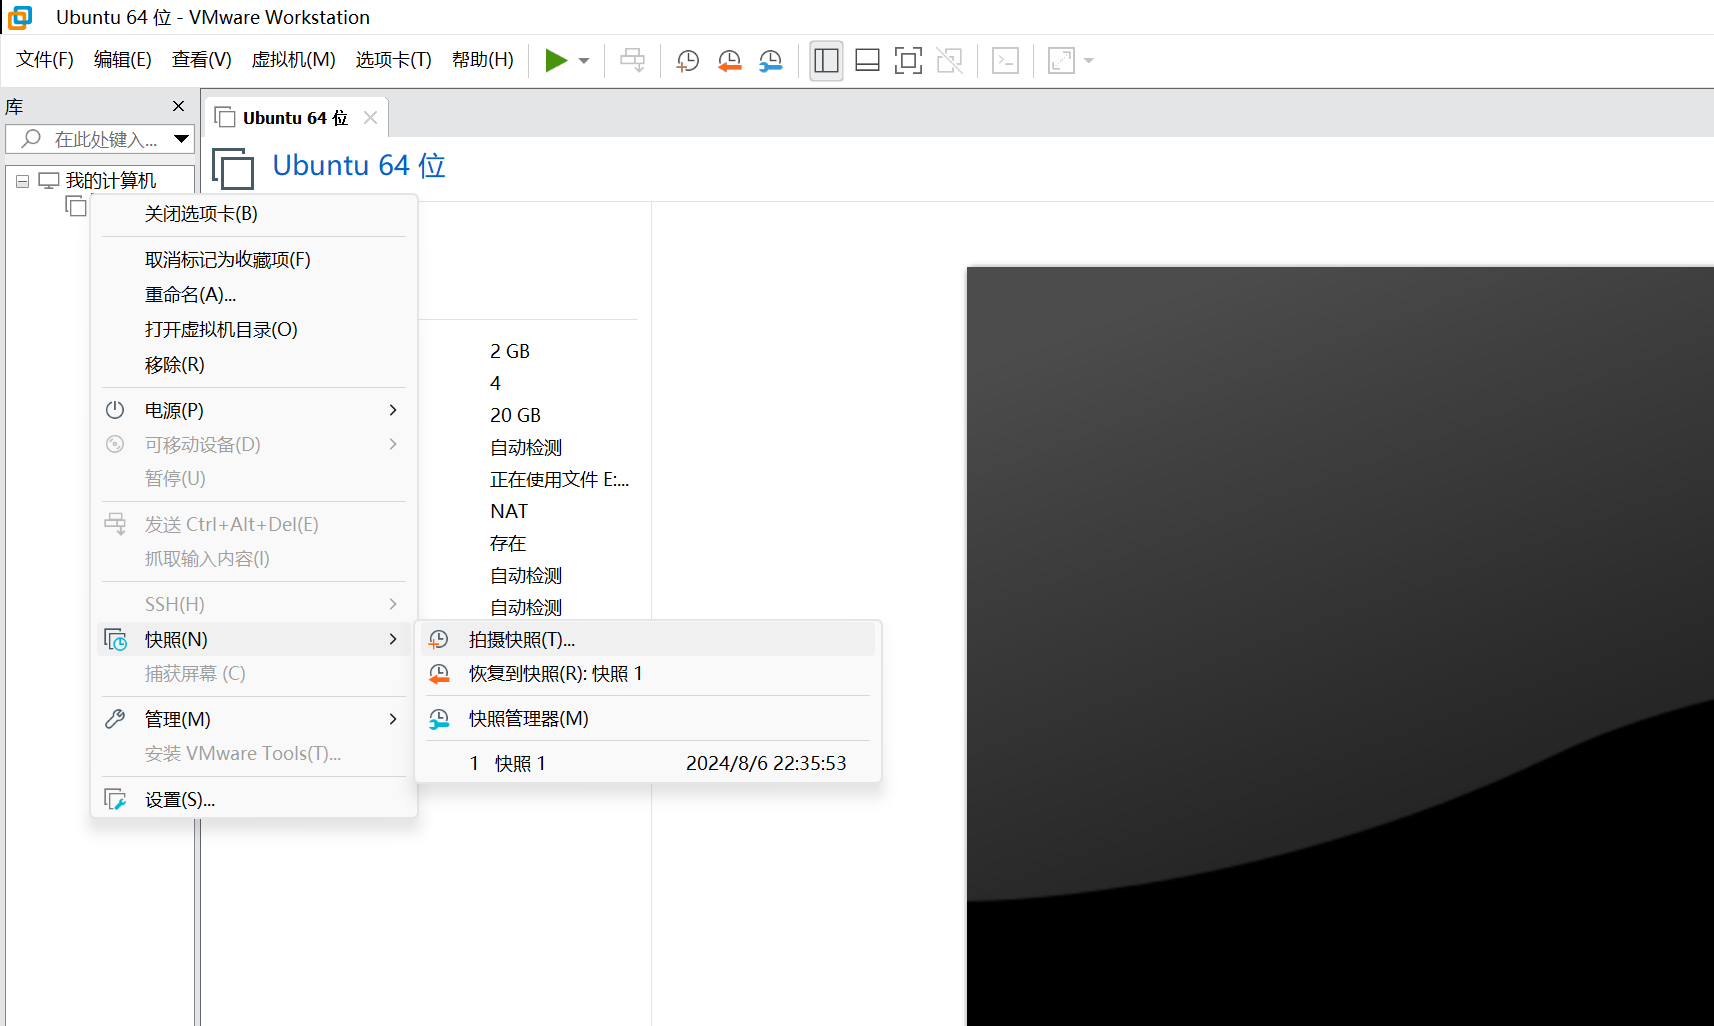 Ubuntu 64 位 - VMware Workstation
文件(F) 编辑(E) 查看(V) 虚拟机(M) 选项卡(T) 帮助(H)
库
在此处键入...
我的计算机
Ubuntu 64 位
Ubuntu 64 位
关闭选项卡(B)
取消标记为收藏项(F)
重命名(A)...
打开虚拟机目录(O)
移除(R)
电源(P)
可移动设备(D)
暂停(U)
发送 Ctrl+Alt+Del(E)
抓取输入内容(I)
SSH(H)
快照(N)
捕获屏幕 (C)
管理(M)
安装 VMware Tools(T)...
设置(S)...
2 GB
4
20 GB
自动检测
正在使用文件 E:...
NAT
存在
自动检测
自动检测
拍摄快照(T)...
恢复到快照(R): 快照 1
快照管理器(M)
1 快照 1 2024/8/6 22:35:53